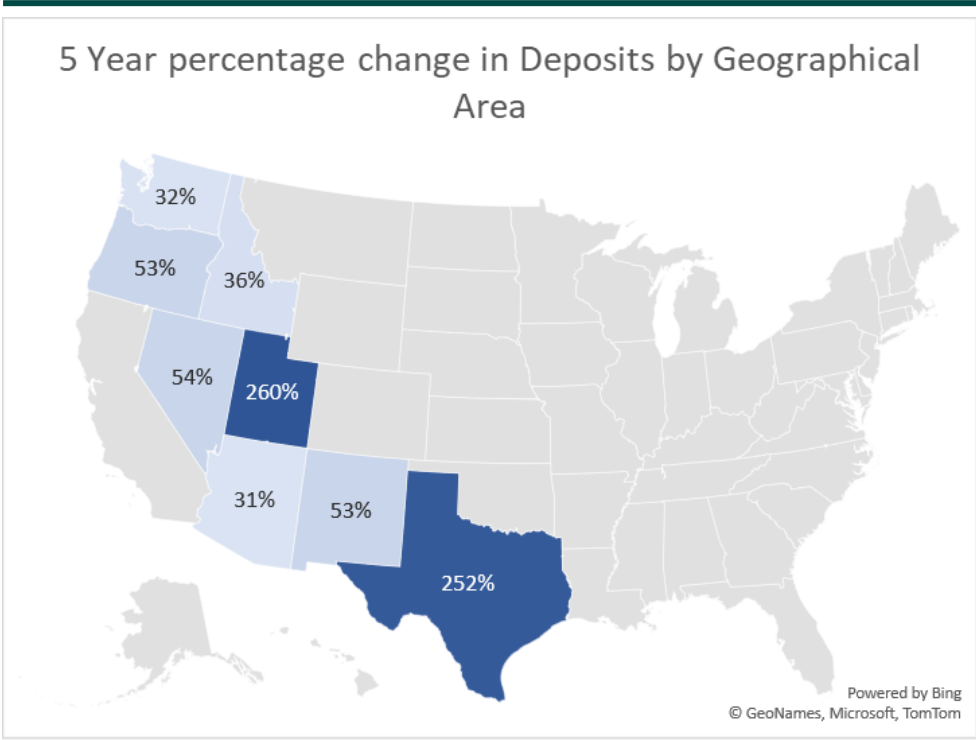 5 Year percentage change in Deposits by Geographical
Area
32%
53%
36%
54%
260%
31%
53%
252%
Powered by Bing
© GeoNames, Microsoft, TomTom